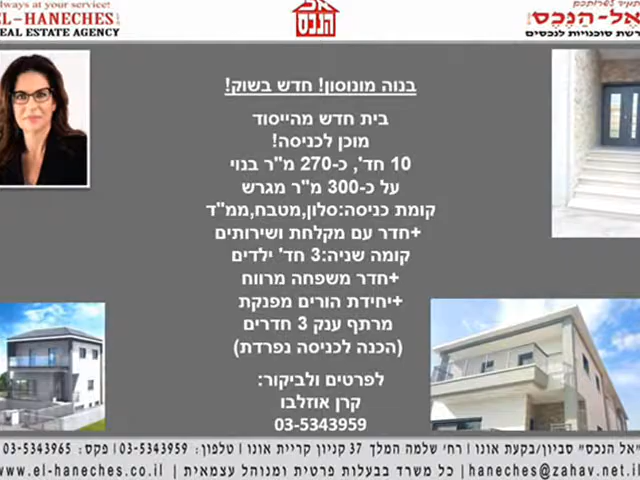 always at your service!
EL-HANECHES
REAL ESTATE AGENCY
אל
הנכס
תמיד לשרותכם
אל-הנכס
רשת סוכנויות לנכסים
בנוה מונוסון! חדש בשוק!
בית חדש מהייסוד
מוכן לכניסה!
10 חד', כ-270 מ"ר בנוי
על כ-300 מ"ר מגרש
קומת כניסה:סלון,מטבח,ממ"ד
+חדר עם מקלחת ושירותים
קומה שניה:3 חד' ילדים
+חדר משפחה מרווח
+יחידת הורים מפנקת
מרתף ענק 3 חדרים
(הכנה לכניסה נפרדת)
לפרטים ולביקור:
קרן אוזלבו
03-5343959
"אל הנכס" סביון/בקעת אונו | רח' שלמה המלך 37 קניון קריית אונו | טלפון: 03-5343959 | פקס: 03-5343965
www.el-haneches.co.il | כל משרד בבעלות פרטית ומנוהל עצמאית | haneches@zahav.net.il